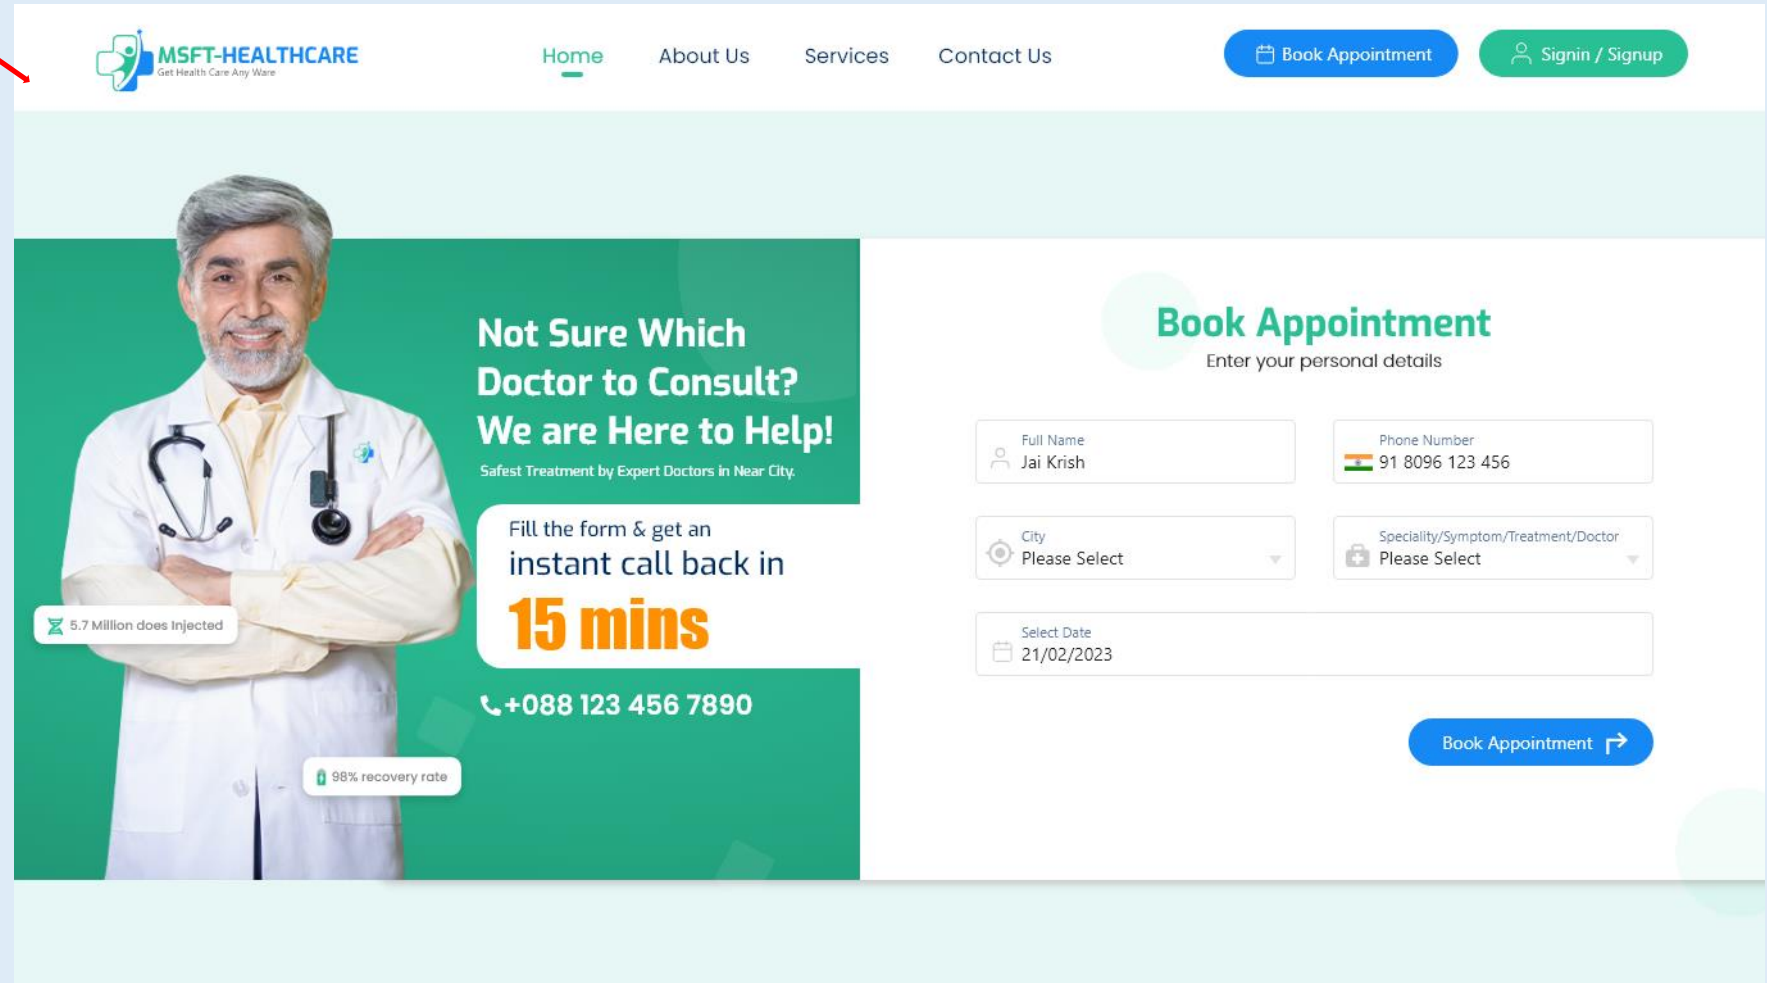 MSFT-HEALTHCARE
Get Health Care Any Ware
Home
About Us
Services
Contact Us
Book Appointment
Signin / Signup
Not Sure Which
Doctor to Consult?
We are Here to Help!
Safest Treatment by Expert Doctors in Near City.
Fill the form & get an
instant call back in
15 mins
+088 123 456 7890
5.7 Million does Injected
98% recovery rate
Book Appointment
Enter your personal details
Full Name
Jai Krish
Phone Number
91 8096 123 456
City
Please Select
Speciality/Symptom/Treatment/Doctor
Please Select
Select Date
21/02/2023
Book Appointment